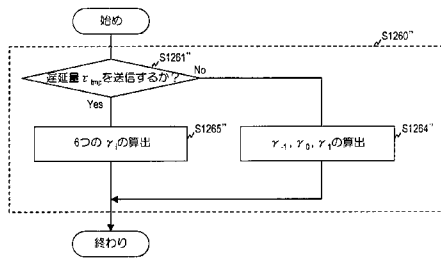 始め
S1260"
S1261"
遅延量τtmpを送信するか?
No
Yes
6つのγiの算出
S1265"
γ-1, γ0, γ1の算出
S1264"
終わり